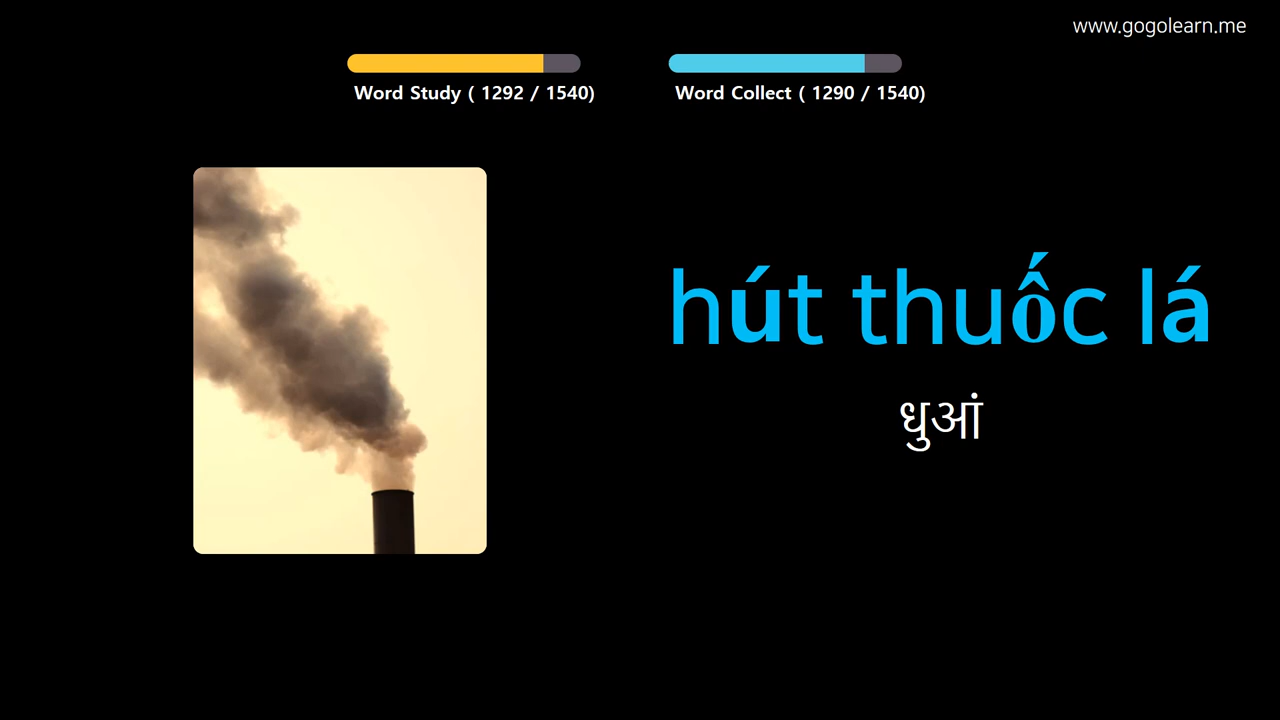 www.gogolearn.me
Word Study ( 1292 / 1540)
Word Collect ( 1290 / 1540)
hút thuốc lá
धुआं